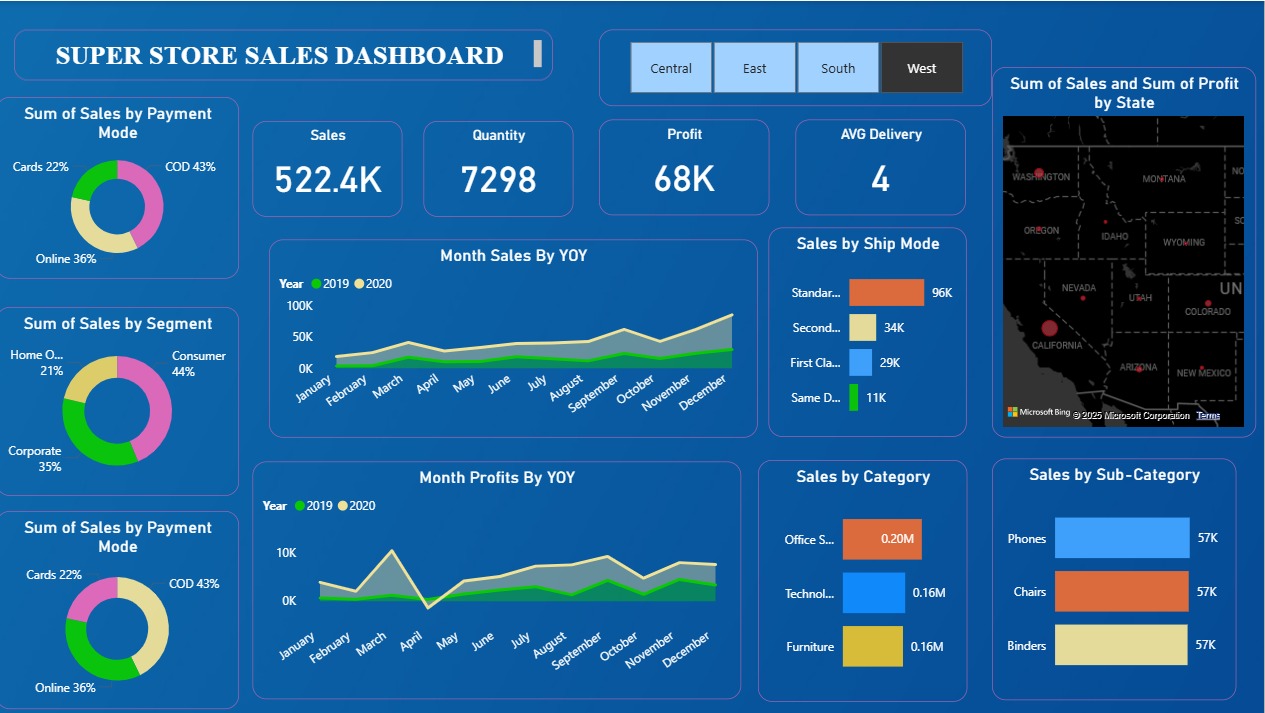 SUPER STORE SALES DASHBOARD
Central
East
South
West
Sum of Sales by Payment
Mode
Cards 22%
COD 43%
Online 36%
Sales
522.4K
Quantity
7298
Profit
68K
AVG Delivery
4
Sum of Sales and Sum of Profit
by State
WASHINGTON
MONTANA
NO
OREGON
IDAHO
SO
WYOMING
NEVADA
UTAH
UN
COLORADO
CALIFORNIA
ARIZONA
NEW MEXICO
Microsoft Bing
© 2025 Microsoft Corporation
Terms
Sum of Sales by Segment
Home O...
21%
Consumer
44%
Corporate
35%
Month Sales By YOY
Year
2019
2020
100K
50K
0K
January
February
March
April
May
June
July
August
September
October
November
December
Sales by Ship Mode
Standar...
96K
Second...
34K
First Cla...
29K
Same D...
11K
Sum of Sales by Payment
Mode
Cards 22%
COD 43%
Online 36%
Month Profits By YOY
Year
2019
2020
10K
0K
January
February
March
April
May
June
July
August
September
October
November
December
Sales by Category
Office S...
0.20M
Technol...
0.16M
Furniture
0.16M
Sales by Sub-Category
Phones
57K
Chairs
57K
Binders
57K